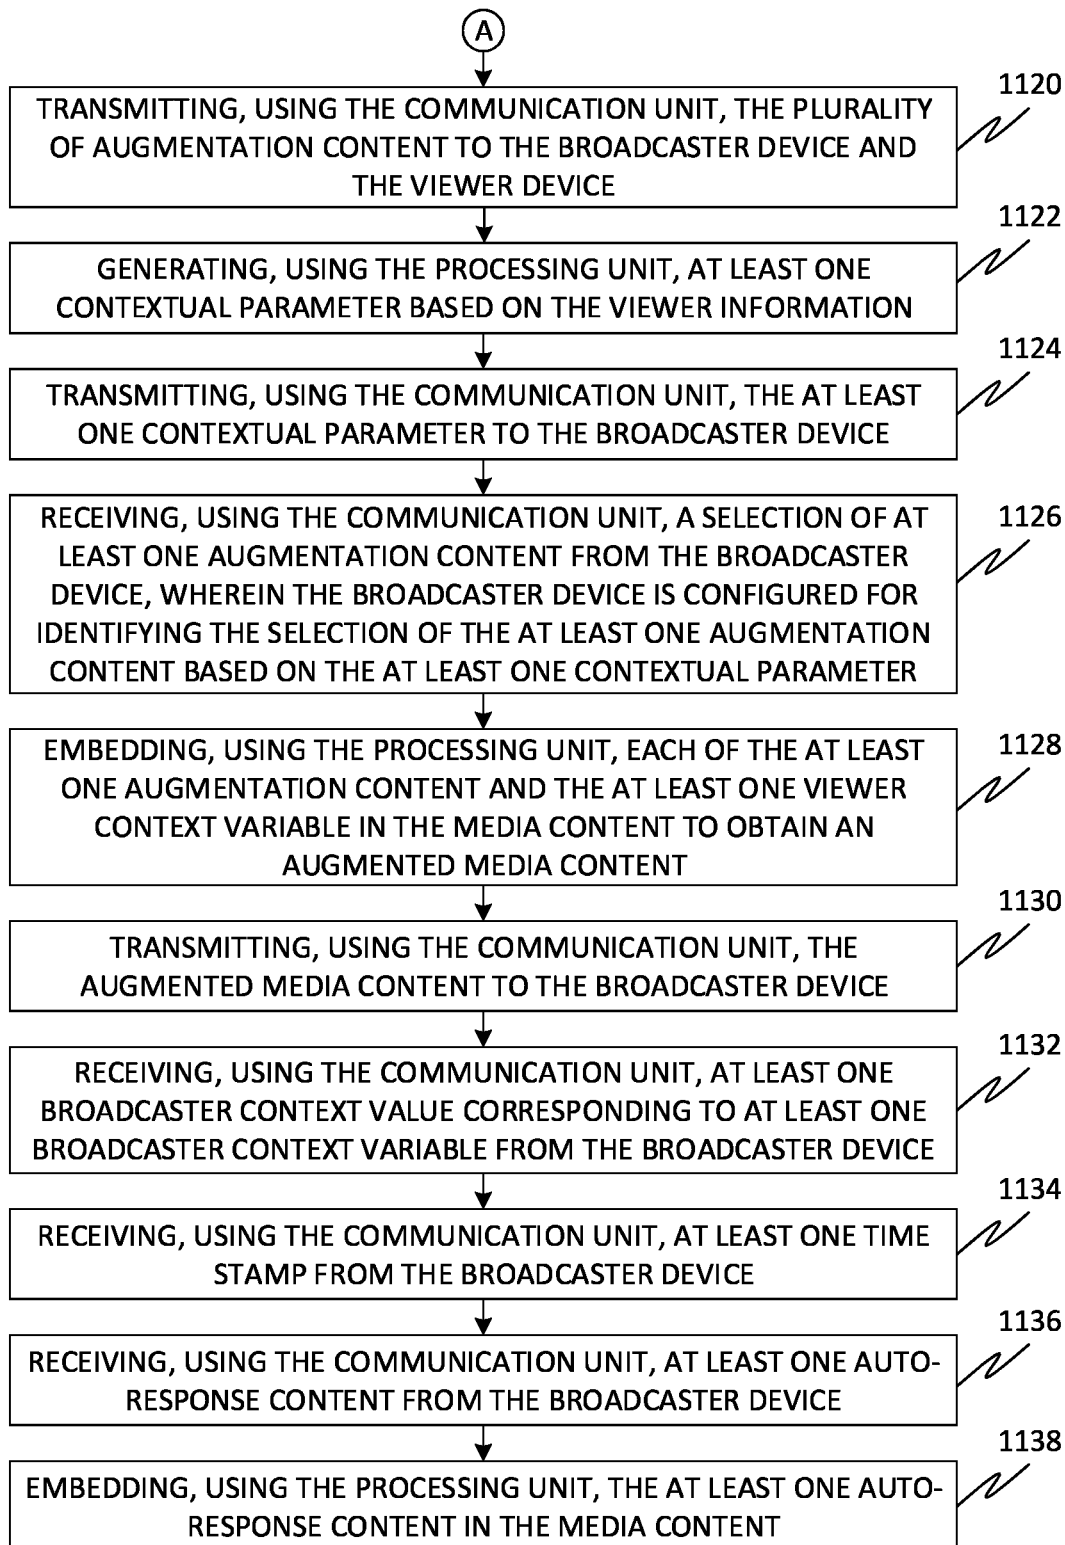 A
1120
TRANSMITTING, USING THE COMMUNICATION UNIT, THE PLURALITY
OF AUGMENTATION CONTENT TO THE BROADCASTER DEVICE AND
THE VIEWER DEVICE
1122
GENERATING, USING THE PROCESSING UNIT, AT LEAST ONE
CONTEXTUAL PARAMETER BASED ON THE VIEWER INFORMATION
1124
TRANSMITTING, USING THE COMMUNICATION UNIT, THE AT LEAST
ONE CONTEXTUAL PARAMETER TO THE BROADCASTER DEVICE
1126
RECEIVING, USING THE COMMUNICATION UNIT, A SELECTION OF AT
LEAST ONE AUGMENTATION CONTENT FROM THE BROADCASTER
DEVICE, WHEREIN THE BROADCASTER DEVICE IS CONFIGURED FOR
IDENTIFYING THE SELECTION OF THE AT LEAST ONE AUGMENTATION
CONTENT BASED ON THE AT LEAST ONE CONTEXTUAL PARAMETER
1128
EMBEDDING, USING THE PROCESSING UNIT, EACH OF THE AT LEAST
ONE AUGMENTATION CONTENT AND THE AT LEAST ONE VIEWER
CONTEXT VARIABLE IN THE MEDIA CONTENT TO OBTAIN AN
AUGMENTED MEDIA CONTENT
1130
TRANSMITTING, USING THE COMMUNICATION UNIT, THE
AUGMENTED MEDIA CONTENT TO THE BROADCASTER DEVICE
1132
RECEIVING, USING THE COMMUNICATION UNIT, AT LEAST ONE
BROADCASTER CONTEXT VALUE CORRESPONDING TO AT LEAST ONE
BROADCASTER CONTEXT VARIABLE FROM THE BROADCASTER DEVICE
1134
RECEIVING, USING THE COMMUNICATION UNIT, AT LEAST ONE TIME
STAMP FROM THE BROADCASTER DEVICE
1136
RECEIVING, USING THE COMMUNICATION UNIT, AT LEAST ONE AUTO-
RESPONSE CONTENT FROM THE BROADCASTER DEVICE
1138
EMBEDDING, USING THE PROCESSING UNIT, THE AT LEAST ONE AUTO-
RESPONSE CONTENT IN THE MEDIA CONTENT